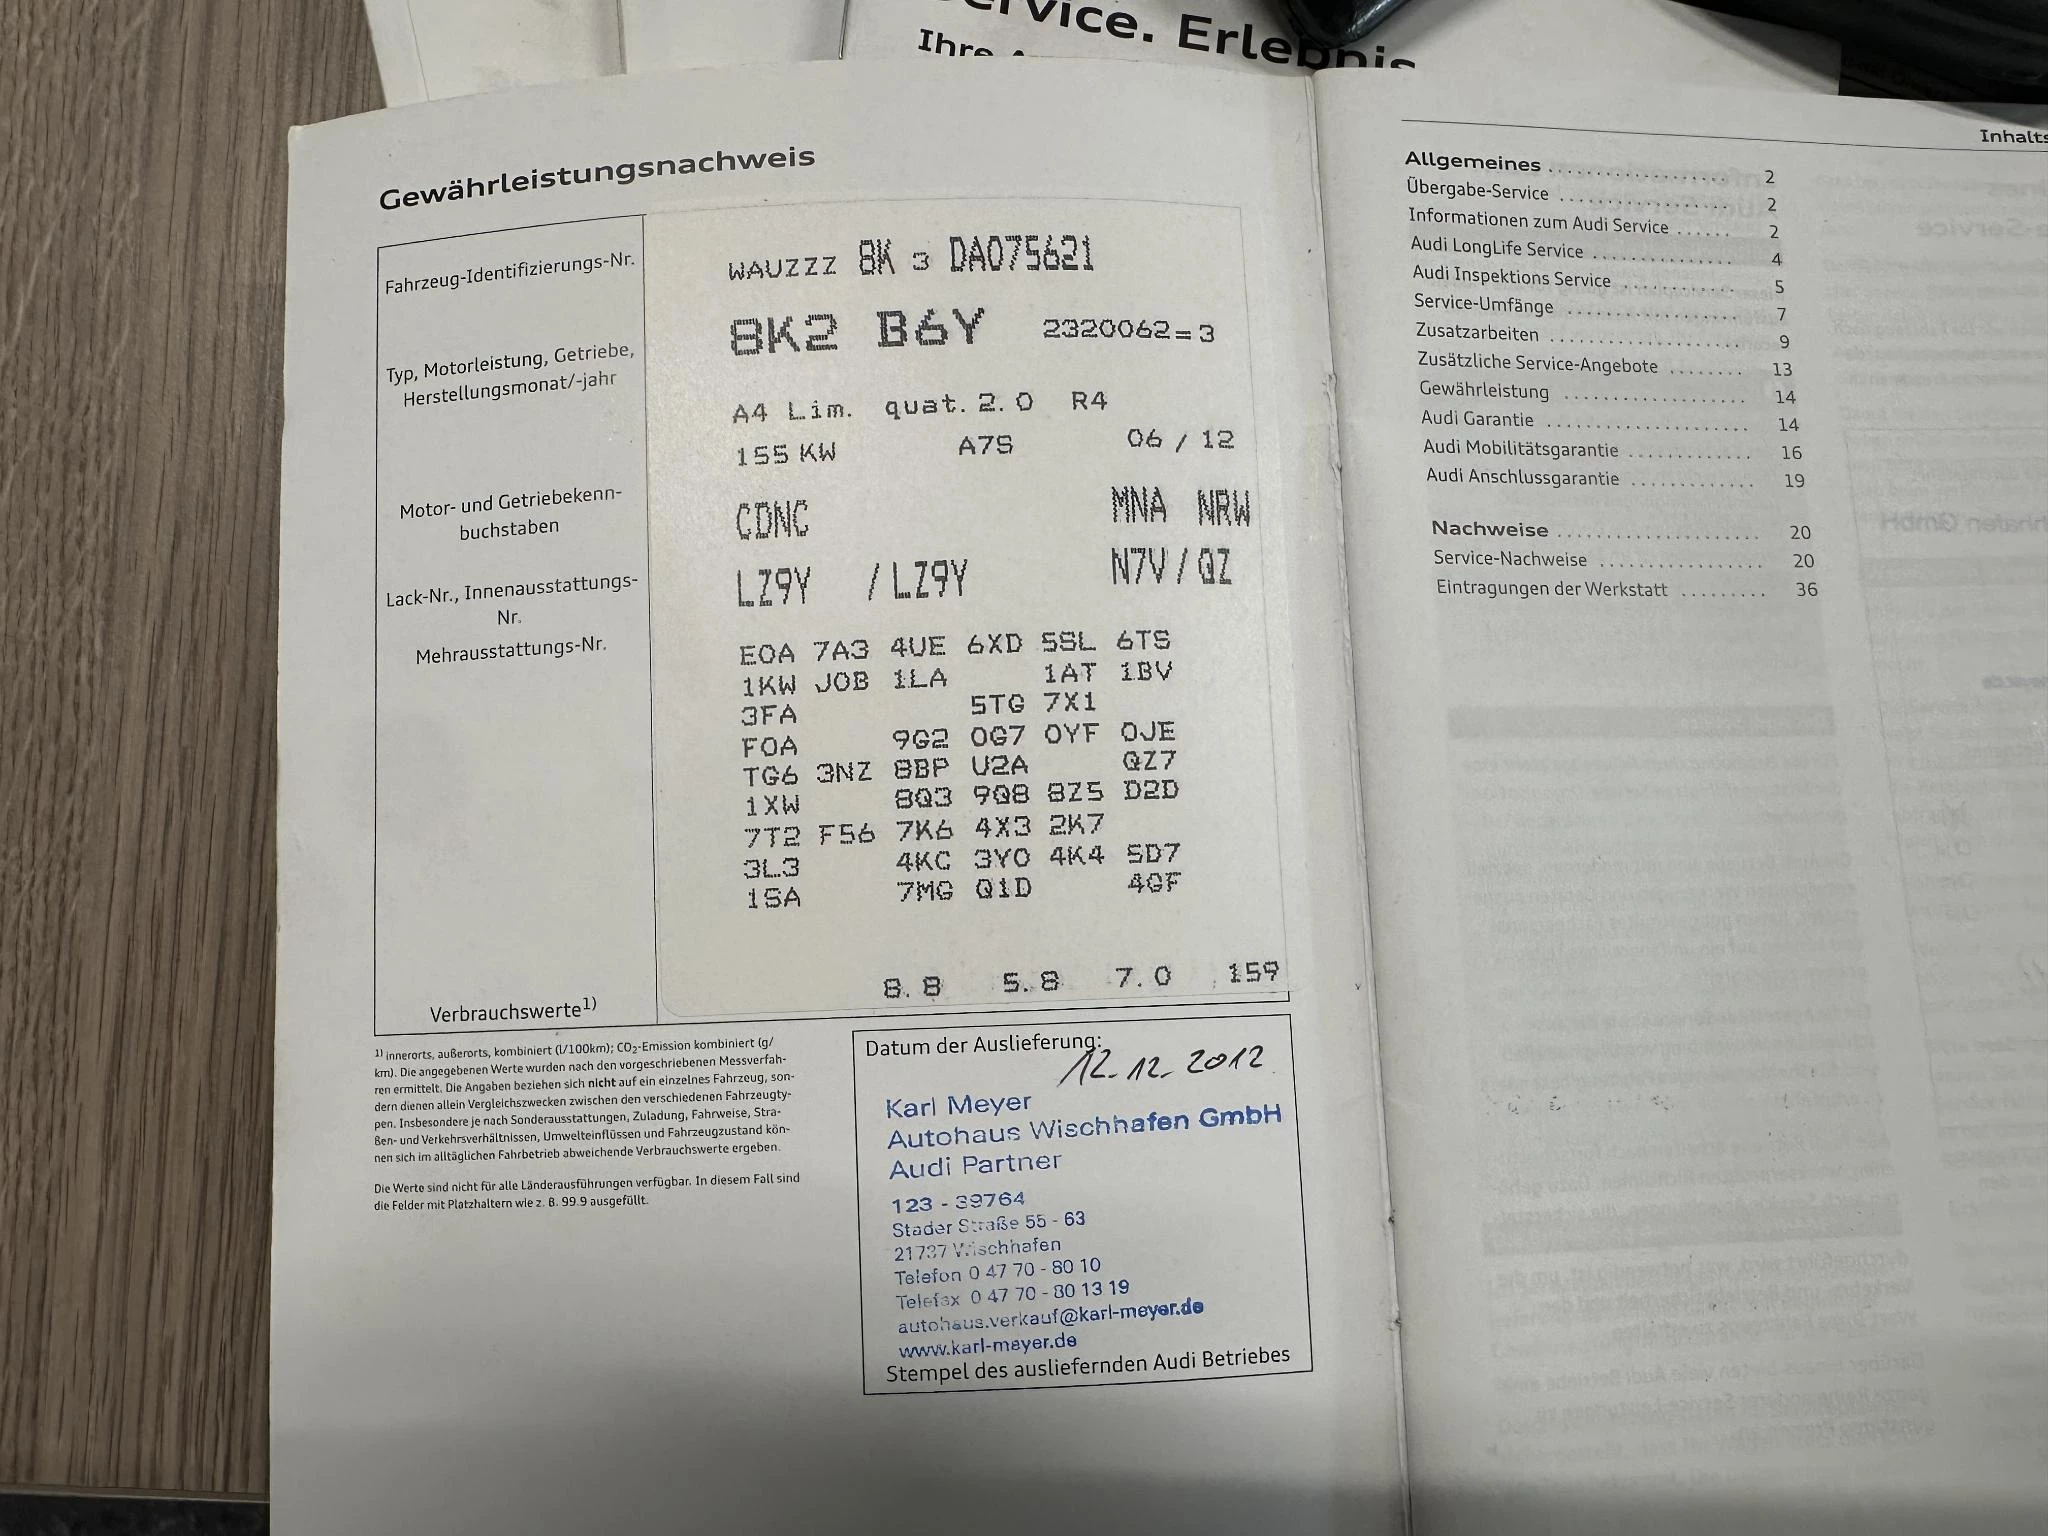 ervice. Erlebnis
Ihre A
Gewährleistungsnachweis
Fahrzeug-Identifizierungs-Nr.
WAUZZZ 8K 3 DA075621
8K2 B6Y 2320062=3
Typ, Motorleistung, Getriebe,
Herstellungsmonat/-jahr
A4 Lim. quat.2.0 R4
155 KW A7S 06 / 12
Motor- und Getriebekenn-
buchstaben
CDNC MNA NRW
Lack-Nr., Innenausstattungs-
Nr.
LZ9Y /LZ9Y N7V/QZ
Mehrausstattungs-Nr.
E0A 7A3 4UE 6XD 5SL 6TS
1KW J0B 1LA 1AT 1BV
3FA 5TG 7X1
F0A 9G2 0G7 0YF 0JE
TG6 3NZ 8BP U2A QZ7
1XW 8Q3 9Q8 8Z5 D2D
7T2 F56 7K6 4X3 2K7
3L3 4KC 3Y0 4K4 5D7
1SA 7MG Q1D 4GF
Verbrauchswerte1)
8.8 5.8 7.0 159
1) innerorts, außerorts, kombiniert (l/100km); CO2-Emission kombiniert (g/
km). Die angegebenen Werte wurden nach den vorgeschriebenen Messverfah-
ren ermittelt. Die Angaben beziehen sich nicht auf ein einzelnes Fahrzeug, son-
dern dienen allein Vergleichszwecken zwischen den verschiedenen Fahrzeugty-
pen. Insbesondere je nach Sonderausstattungen, Zuladung, Fahrweise, Stra-
ßen- und Verkehrsverhältnissen, Umwelteinflüssen und Fahrzeugzustand kön-
nen sich im alltäglichen Fahrbetrieb abweichende Verbrauchswerte ergeben.
Die Werte sind nicht für alle Länderausführungen verfügbar. In diesem Fall sind
die Felder mit Platzhaltern wie z. B. 99.9 ausgefüllt.
Datum der Auslieferung:
12.12.2012
Karl Meyer
Autohaus Wischhafen GmbH
Audi Partner
123 - 39764
Stader Straße 55 - 63
21737 Wischhafen
Telefon 0 47 70 - 80 10
Telefax 0 47 70 - 80 13 19
autohaus.verkauf@karl-meyer.de
www.karl-meyer.de
Stempel des ausliefernden Audi Betriebes
Inhalts
Allgemeines . . . . . . . . . . . . . . . . . . 2
Übergabe-Service . . . . . . . . . . . . . . . . . . 2
Informationen zum Audi Service . . . . . . 2
Audi LongLife Service . . . . . . . . . . . . . . . 4
Audi Inspektions Service . . . . . . . . . . . . 5
Service-Umfänge . . . . . . . . . . . . . . . . . . 7
Zusatzarbeiten . . . . . . . . . . . . . . . . . . . . 9
Zusätzliche Service-Angebote . . . . . . . . 13
Gewährleistung . . . . . . . . . . . . . . . . . . . 14
Audi Garantie . . . . . . . . . . . . . . . . . . . . . 14
Audi Mobilitätsgarantie . . . . . . . . . . . . . 16
Audi Anschlussgarantie . . . . . . . . . . . . . 19
Nachweise . . . . . . . . . . . . . . . . . . . . 20
Service-Nachweise . . . . . . . . . . . . . . . . . 20
Eintragungen der Werkstatt . . . . . . . . . 36